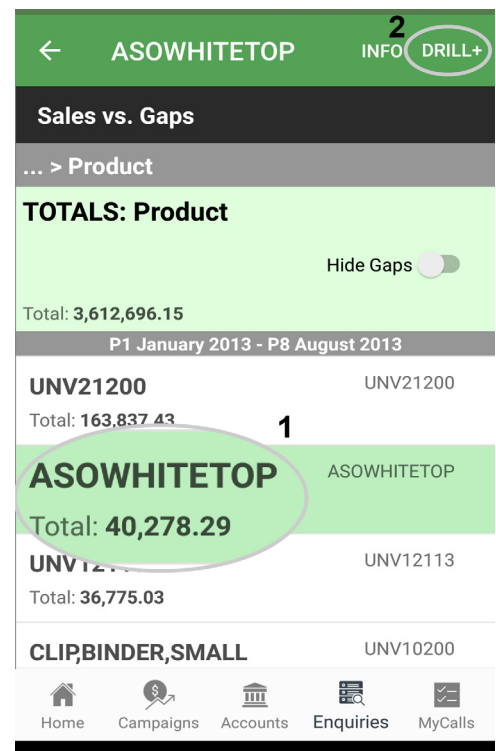 2
ASOWHITETOP INFO DRILL+
Sales vs. Gaps
... > Product
TOTALS: Product
Hide Gaps
Total: 3,612,696.15
P1 January 2013 - P8 August 2013
UNV21200 UNV21200
Total: 163,837.43
1
ASOWHITETOP ASOWHITETOP
Total: 40,278.29
UNV12113
Total: 36,775.03
CLIP,BINDER,SMALL UNV10200
Home Campaigns Accounts Enquiries MyCalls